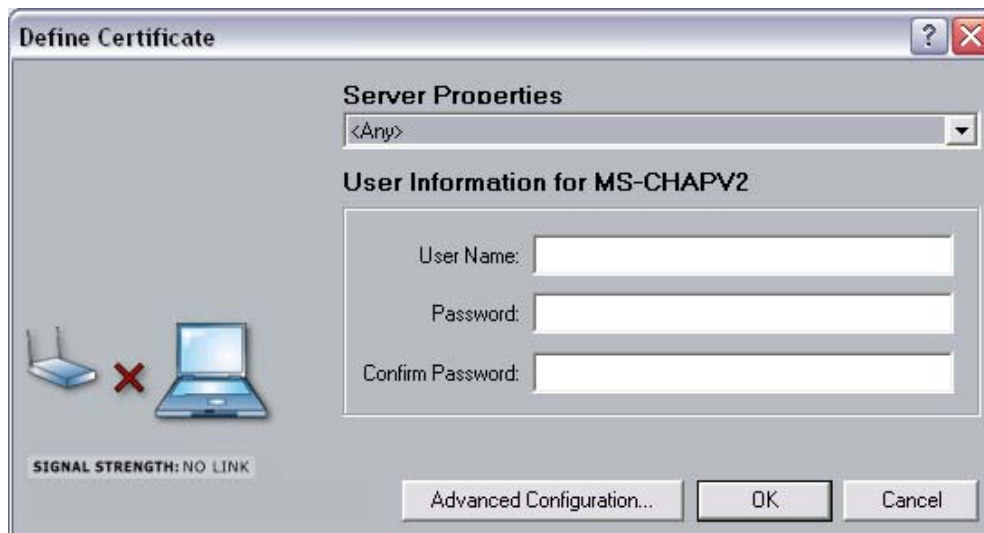 Define Certificate
?
Server Properties
<Any>
User Information for MS-CHAPV2
User Name:
Password:
Confirm Password:
SIGNAL STRENGTH: NO LINK
Advanced Configuration...
OK
Cancel